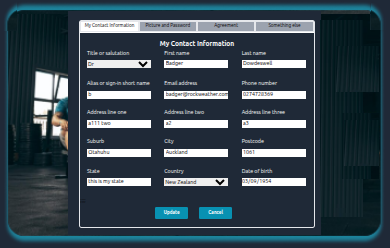 My Contact Information Picture and Password Agreement Something else
My Contact Information
Title or salutation First name Last name
Dr Badger Dowdeswell
Alias or sign-in short name Email address Phone number
b badger@rockweather.com 0274728369
Address line one Address line two Address line three
a111 two a2 a3
Suburb City Postcode
Otahuhu Auckland 1061
State Country Date of birth
this is my state New Zealand 03/09/1954
Update Cancel